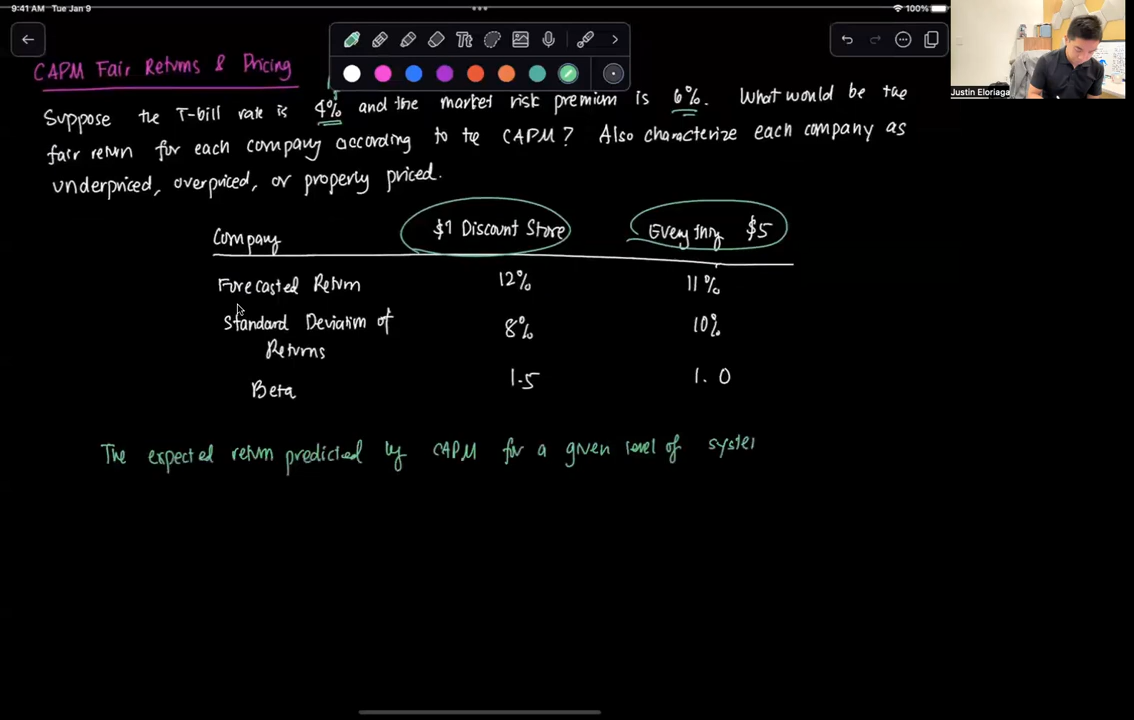 9:41 AM Tue Jan 9
100%
Justin Eloriaga
CAPM Fair Returns & Pricing
Suppose the T-bill rate is 4% and the market risk premium is 6%. What would be the
fair return for each company according to the CAPM? Also characterize each company as
underpriced, overpriced, or properly priced.
Company $1 Discount Store Everything $5
Forecasted Return 12% 11%
Standard Deviation of 8% 10%
Returns
Beta 1.5 1.0
The expected return predicted by CAPM for a given level of system